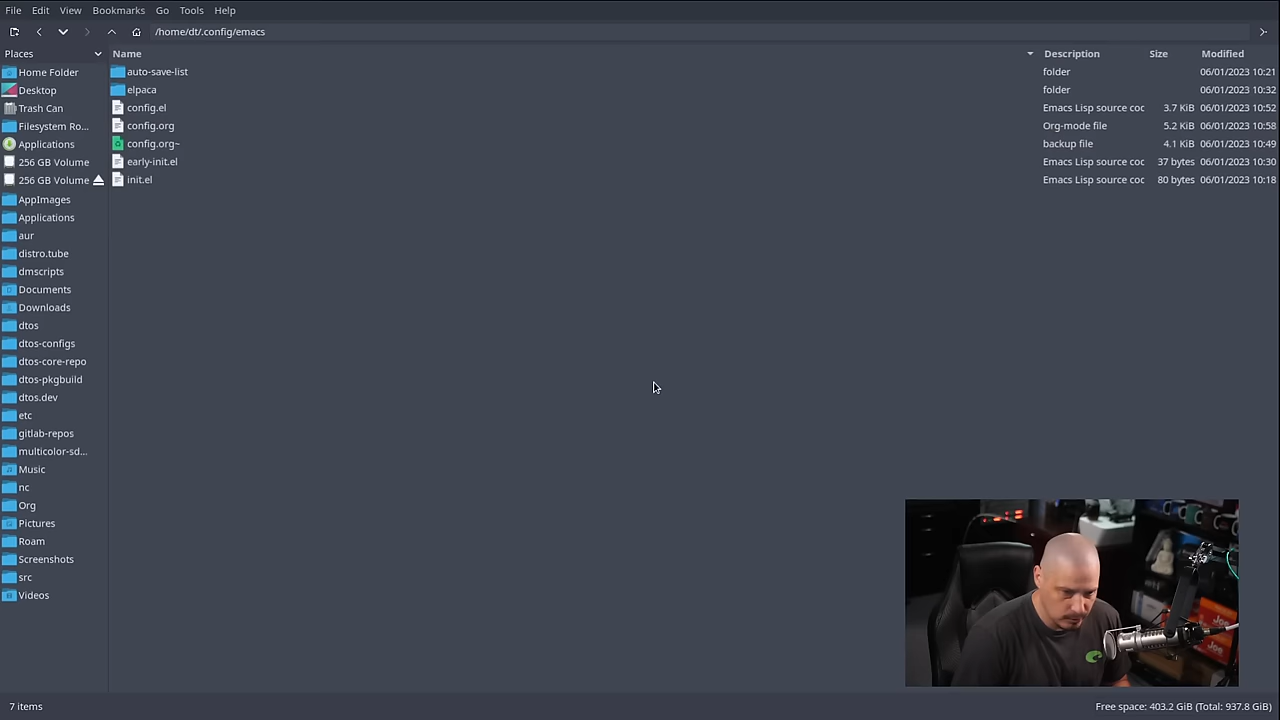 File Edit View Bookmarks Go Tools Help
/home/dt/.config/emacs
Places
Home Folder
Desktop
Trash Can
Filesystem Ro...
Applications
256 GB Volume
256 GB Volume
AppImages
Applications
aur
distro.tube
dmscripts
Documents
Downloads
dtos
dtos-configs
dtos-core-repo
dtos-pkgbuild
dtos.dev
etc
gitlab-repos
multicolor-sd...
Music
nc
Org
Pictures
Roam
Screenshots
src
Videos
Name Description Size Modified
auto-save-list folder 06/01/2023 10:21
elpaca folder 06/01/2023 10:32
config.el Emacs Lisp source coc 3.7 KiB 06/01/2023 10:52
config.org Org-mode file 5.2 KiB 06/01/2023 10:58
config.org~ backup file 4.1 KiB 06/01/2023 10:49
early-init.el Emacs Lisp source coc 37 bytes 06/01/2023 10:30
init.el Emacs Lisp source coc 80 bytes 06/01/2023 10:18
7 items
Free space: 403.2 GiB (Total: 937.8 GiB)